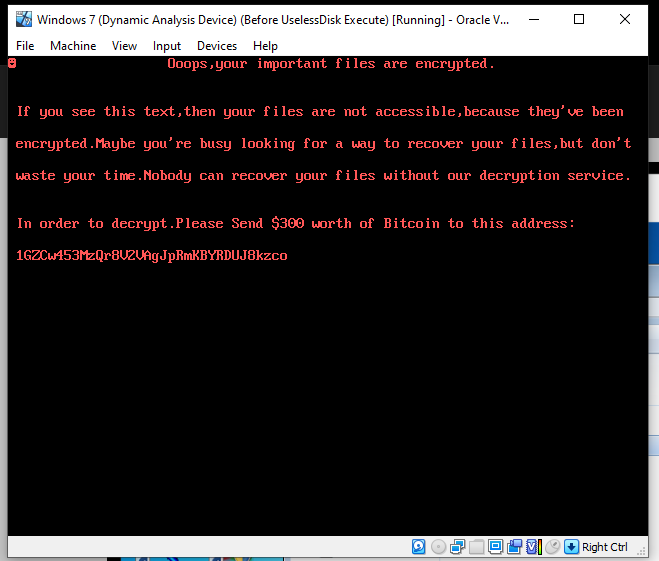 Windows 7 (Dynamic Analysis Device) (Before UselessDisk Execute) [Running] - Oracle V...
File Machine View Input Devices Help
Ooops,your important files are encrypted.
If you see this text,then your files are not accessible,because they've been
encrypted.Maybe you're busy looking for a way to recover your files,but don't
waste your time.Nobody can recover your files without our decryption service.
In order to decrypt.Please Send $300 worth of Bitcoin to this address:
1GZCw453MzQr8V2VAgJpRmKBYRDUJ8kzco
Right Ctrl